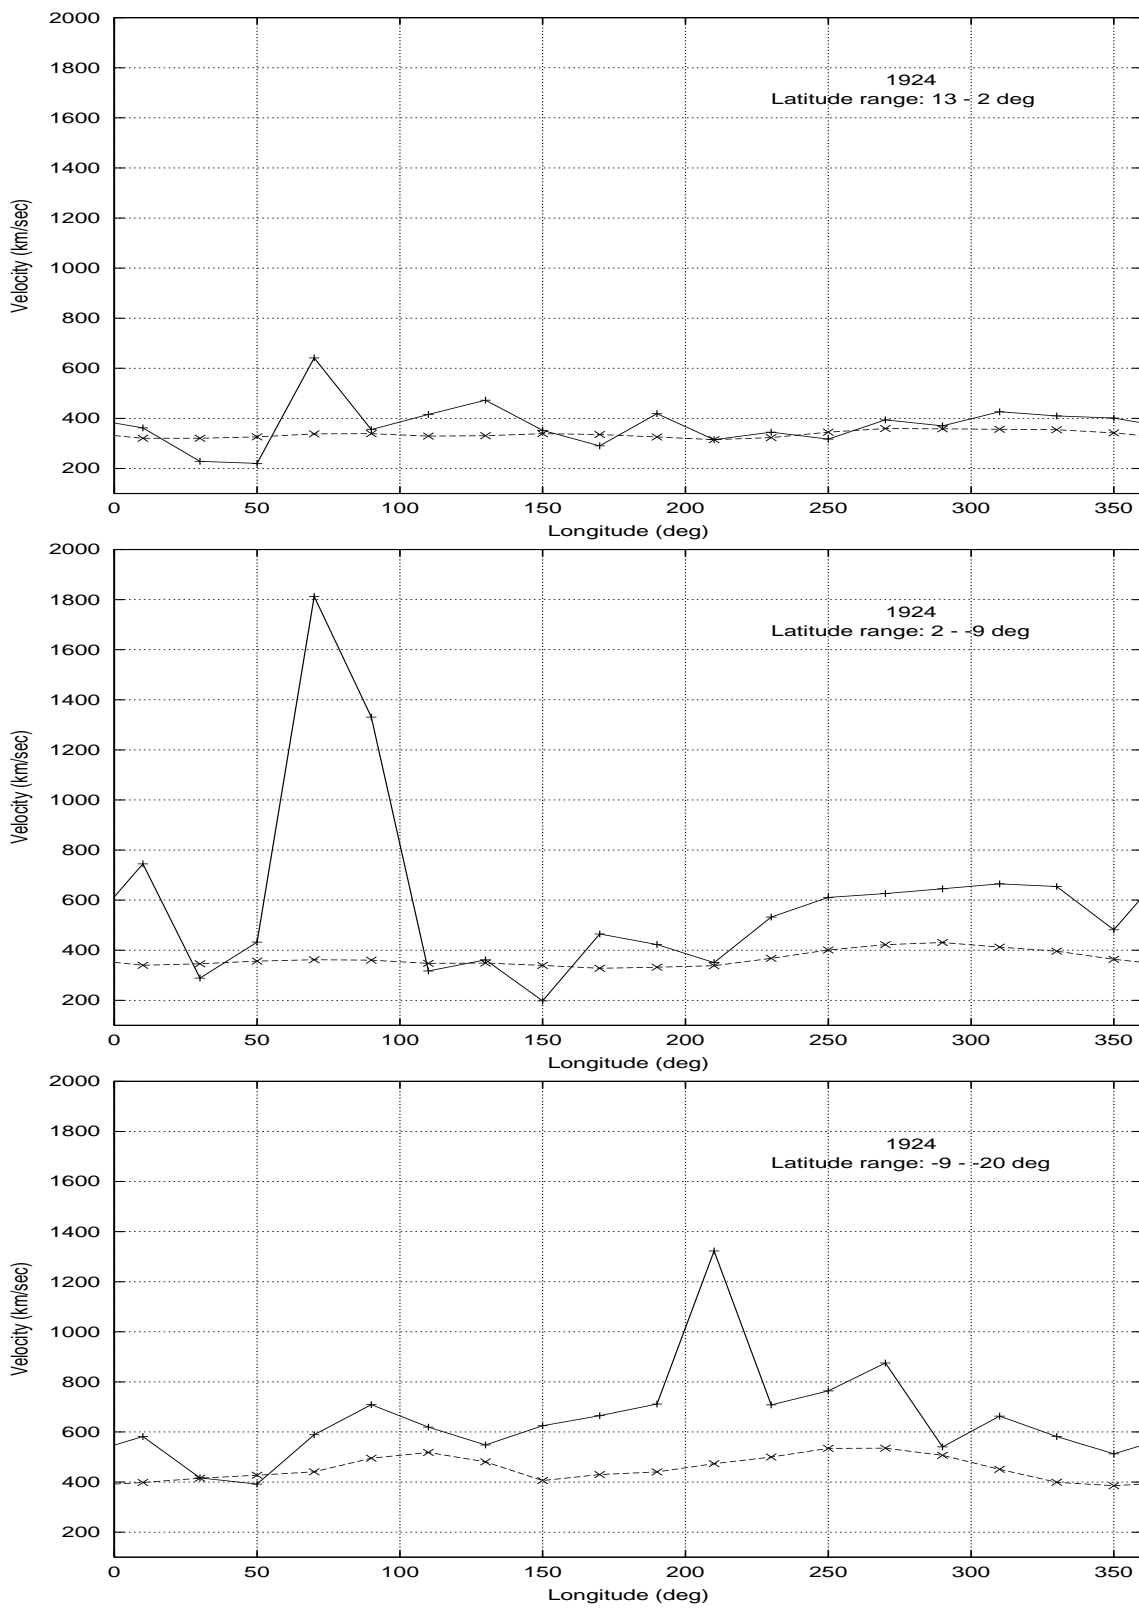 2000
1800
1600
1400
1200
1000
800
600
400
200
Velocity (km/sec)
1924
Latitude range: 13 - 2 deg
0 50 100 150 200 250 300 350
Longitude (deg)
2000
1800
1600
1400
1200
1000
800
600
400
200
Velocity (km/sec)
1924
Latitude range: 2 - -9 deg
0 50 100 150 200 250 300 350
Longitude (deg)
2000
1800
1600
1400
1200
1000
800
600
400
200
Velocity (km/sec)
1924
Latitude range: -9 - -20 deg
0 50 100 150 200 250 300 350
Longitude (deg)